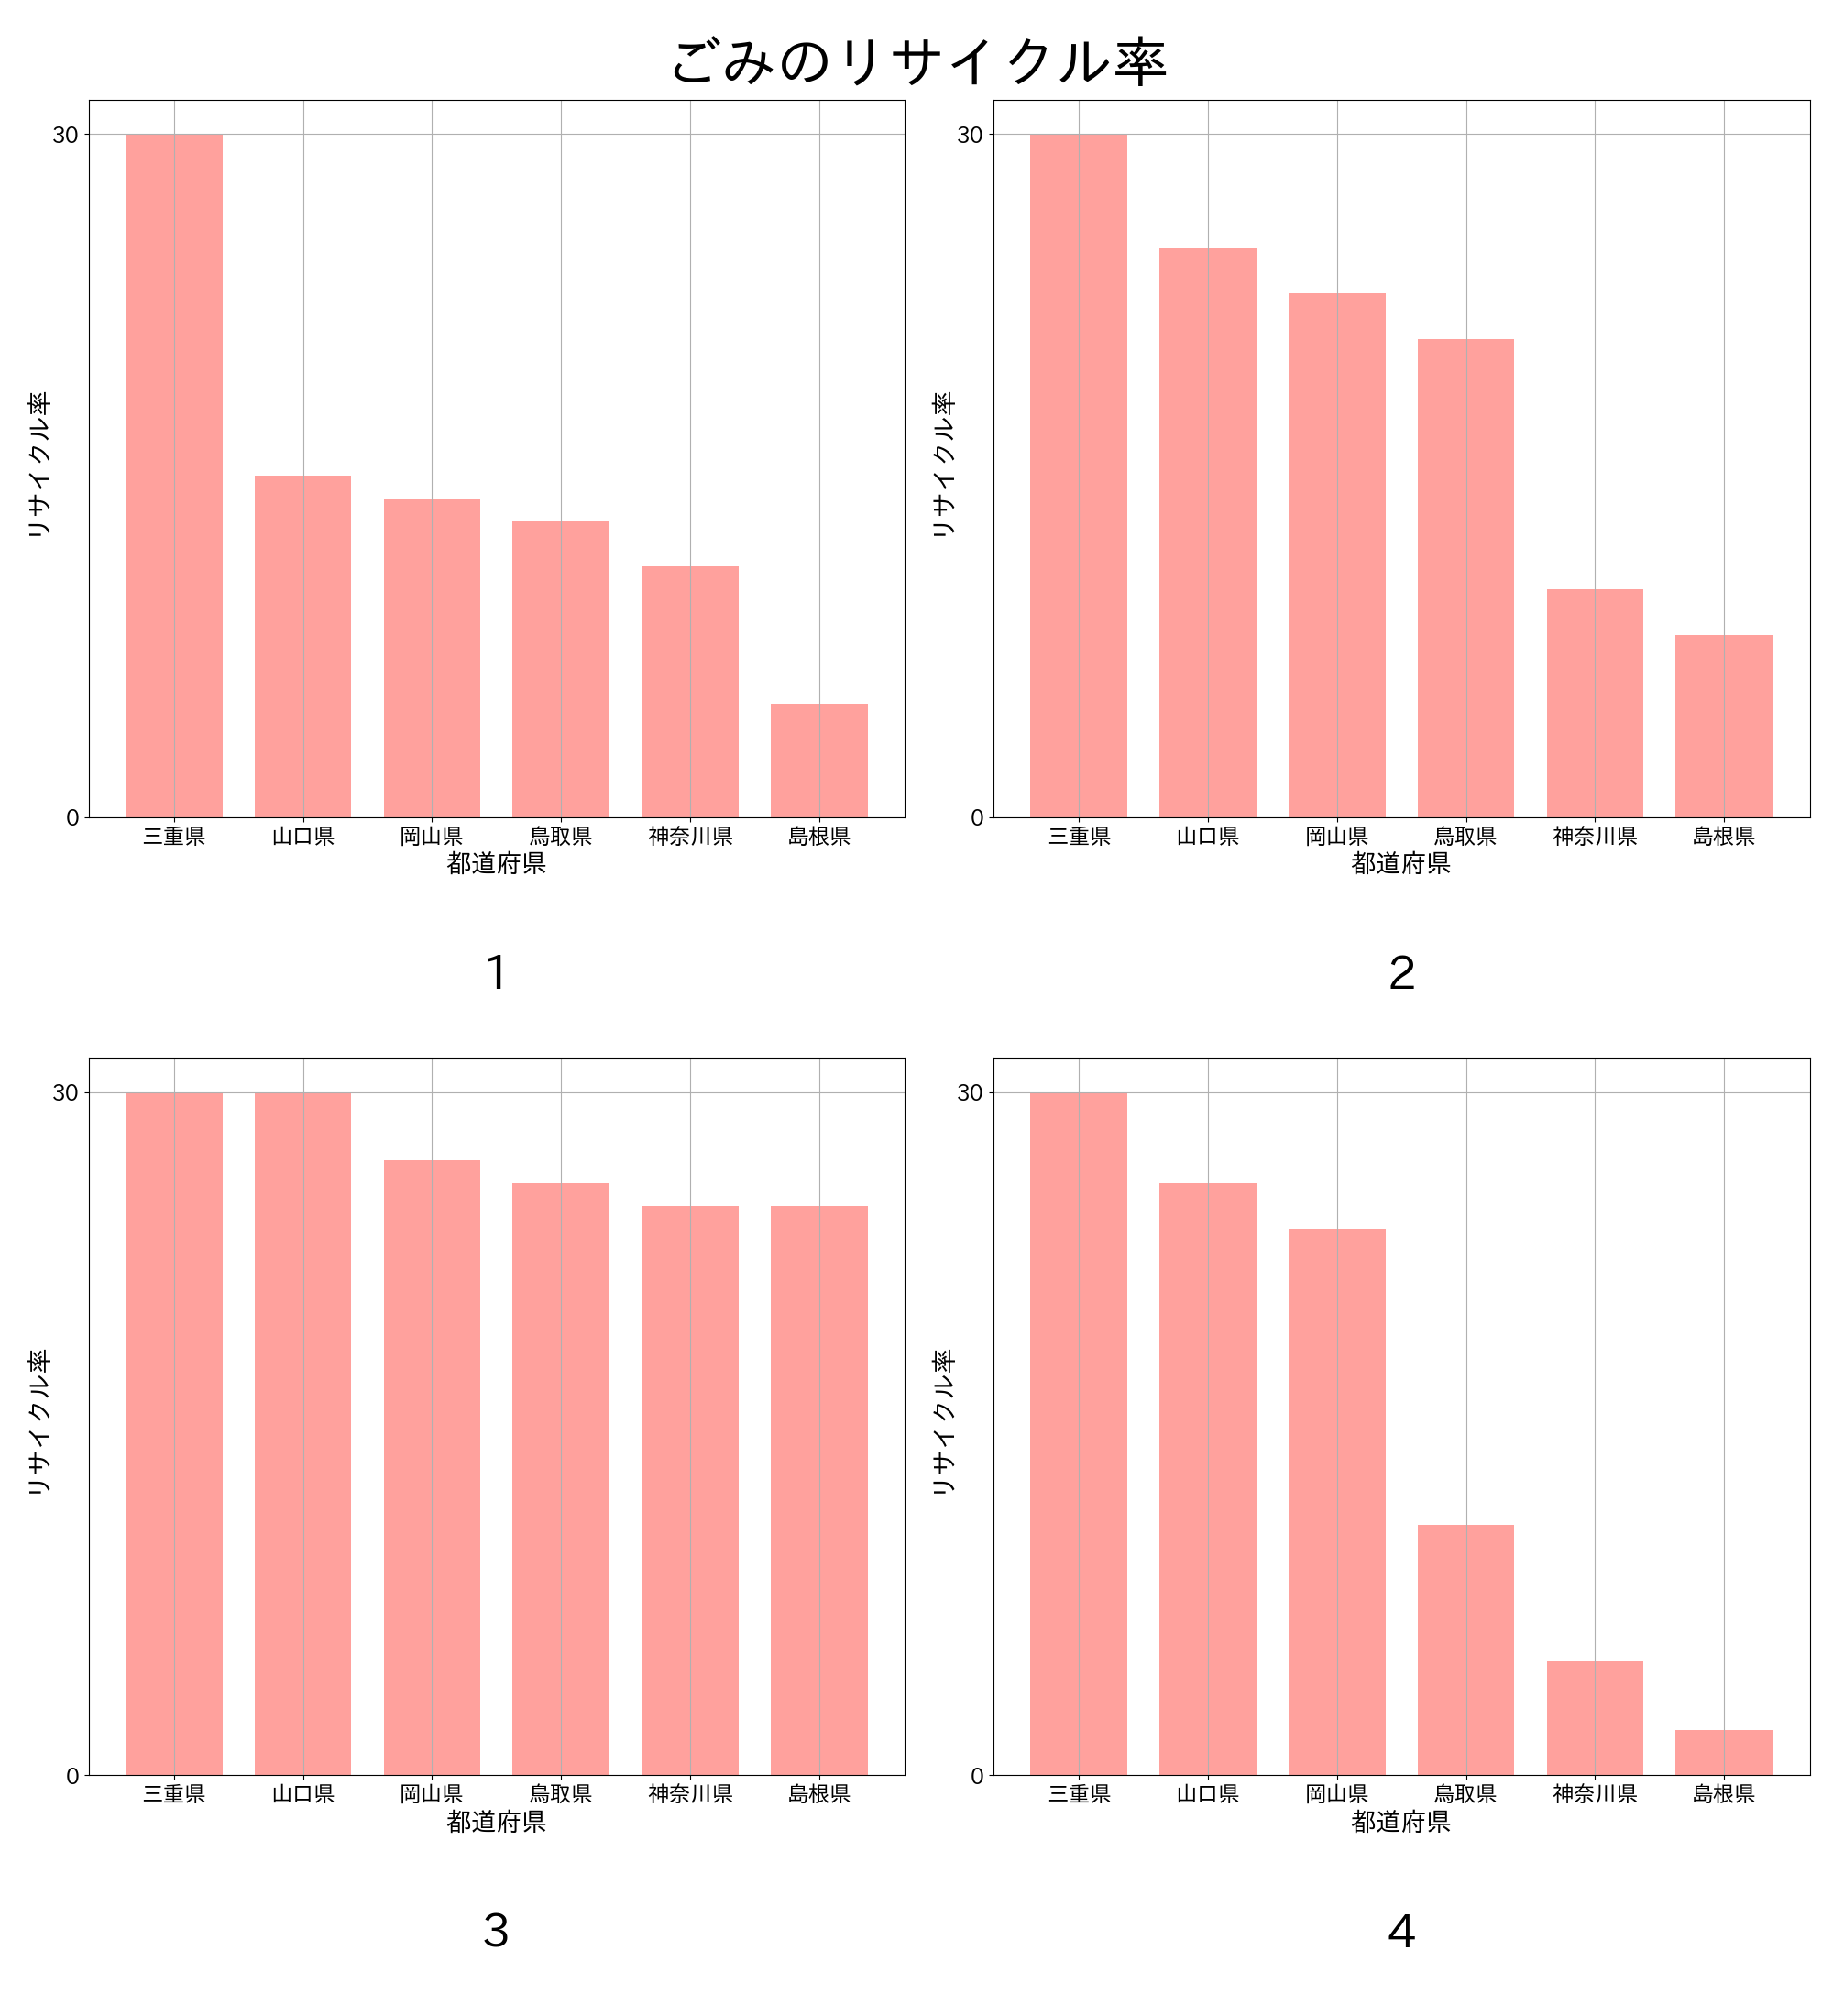 ごみのリサイクル率
30
0
リサイクル率
三重県 山口県 岡山県 鳥取県 神奈川県 島根県
都道府県
1
30
0
リサイクル率
三重県 山口県 岡山県 鳥取県 神奈川県 島根県
都道府県
2
30
0
リサイクル率
三重県 山口県 岡山県 鳥取県 神奈川県 島根県
都道府県
3
30
0
リサイクル率
三重県 山口県 岡山県 鳥取県 神奈川県 島根県
都道府県
4